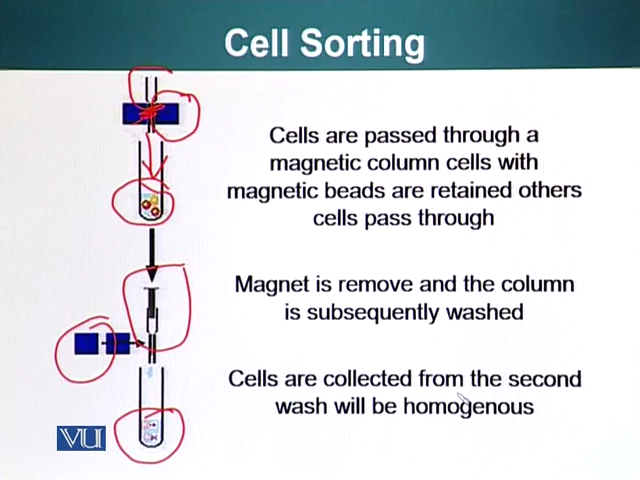 Cell Sorting
Cells are passed through a
magnetic column cells with
magnetic beads are retained others
cells pass through
Magnet is remove and the column
is subsequently washed
Cells are collected from the second
wash will be homogenous
VU